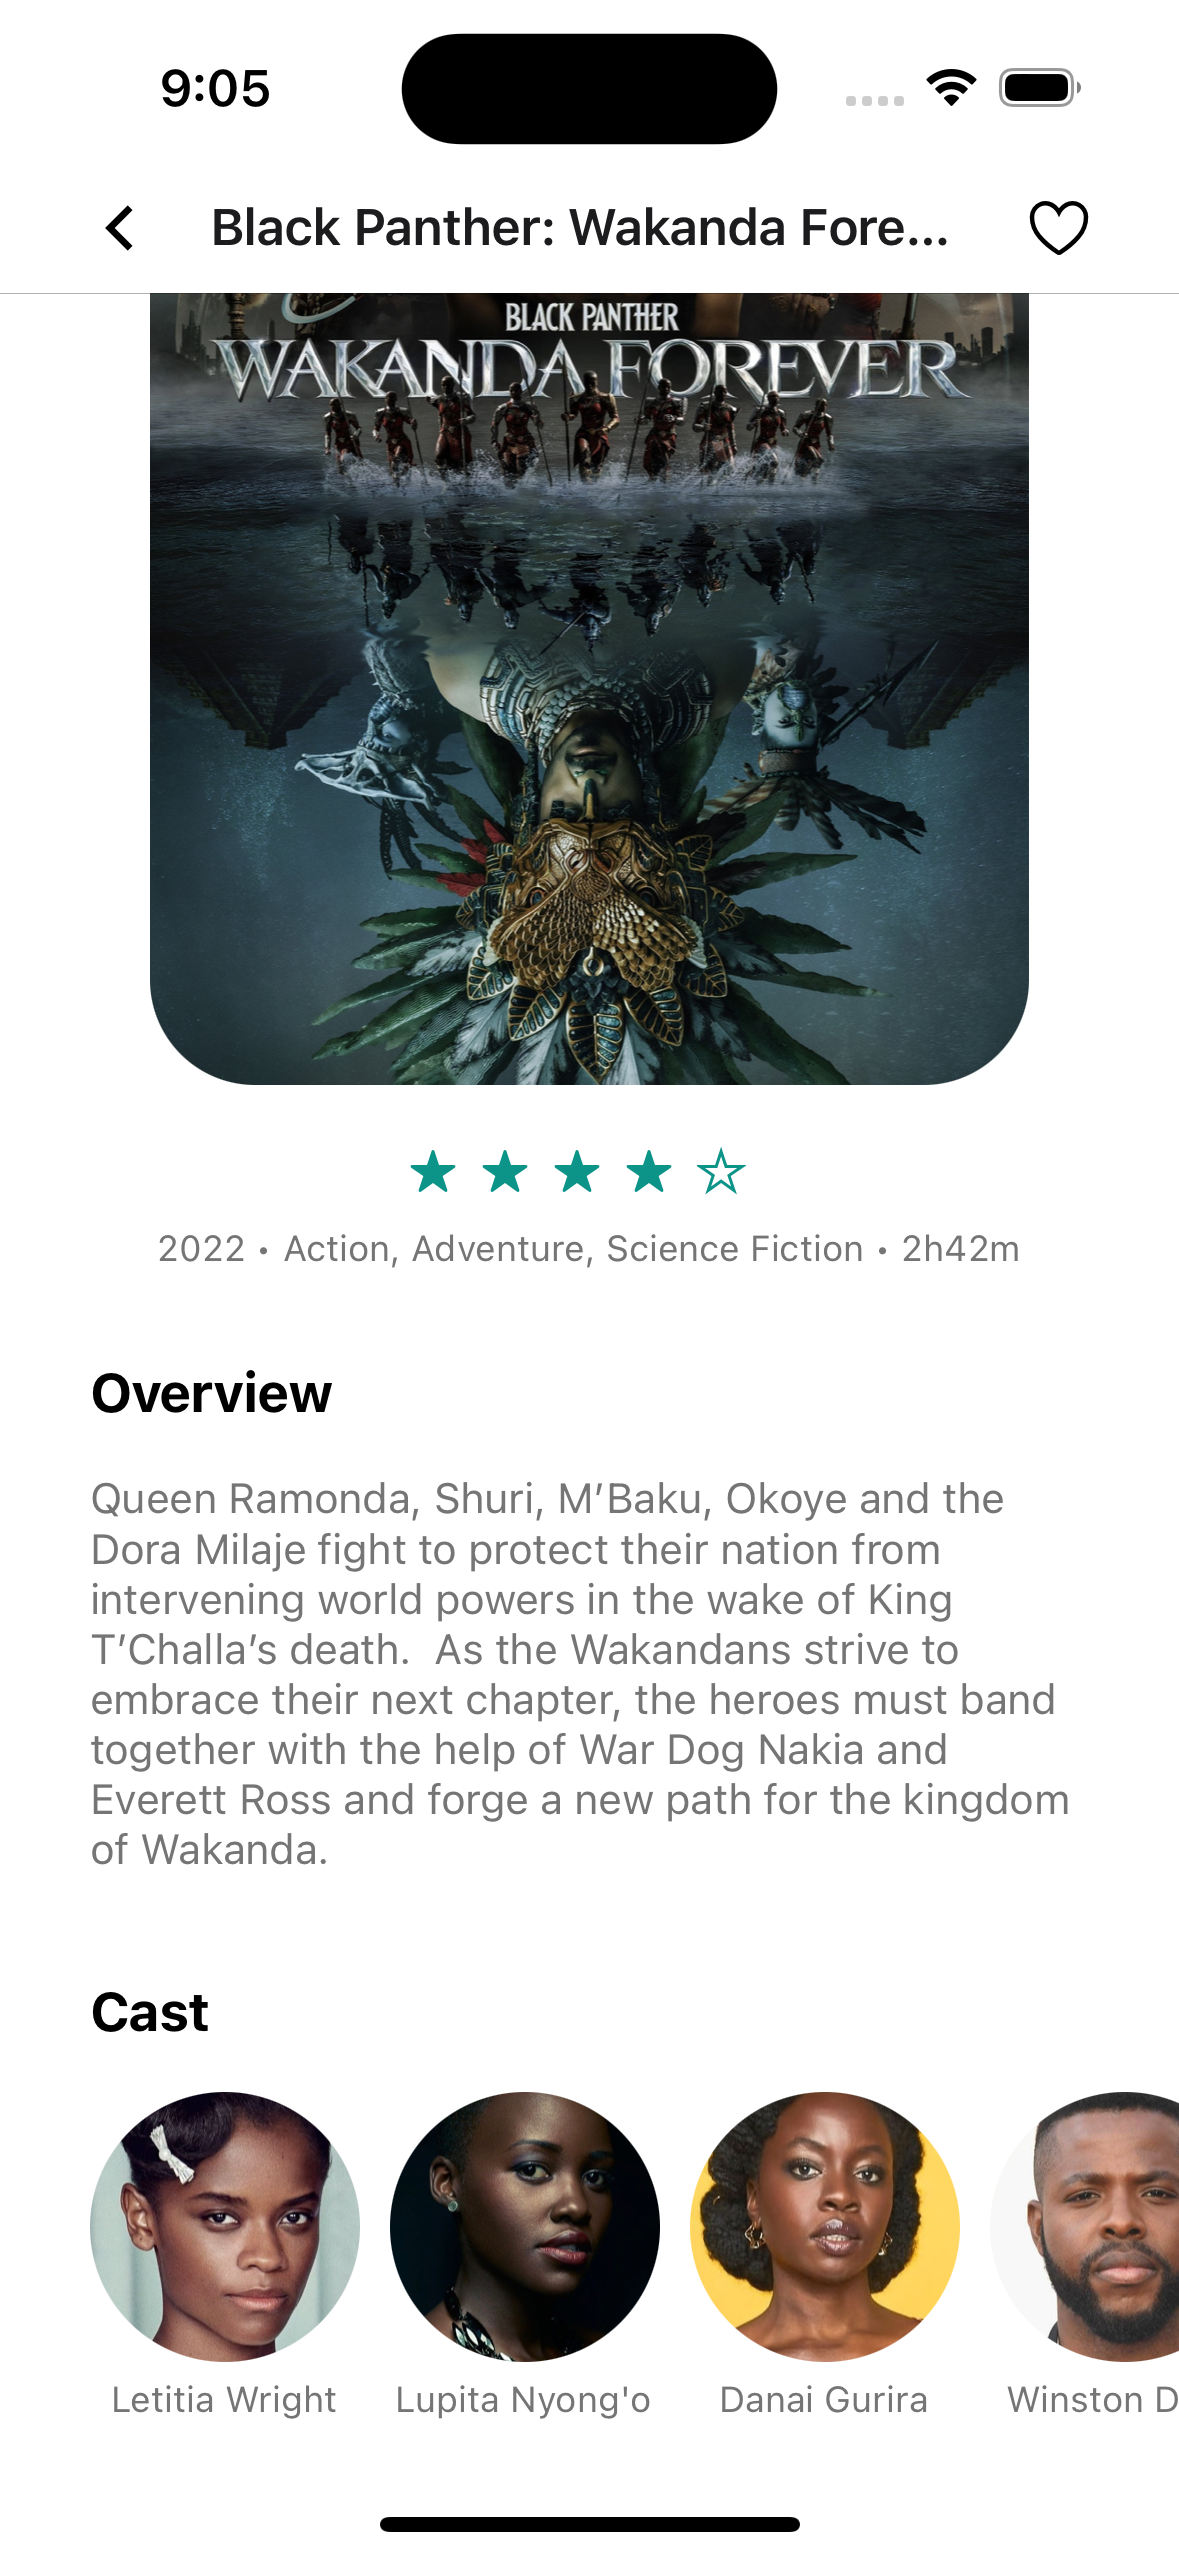 9:05
Black Panther: Wakanda Fore...
BLACK PANTHER
WAKANDA FOREVER
2022 • Action, Adventure, Science Fiction • 2h42m
Overview
Queen Ramonda, Shuri, M’Baku, Okoye and the
Dora Milaje fight to protect their nation from
intervening world powers in the wake of King
T’Challa’s death.  As the Wakandans strive to
embrace their next chapter, the heroes must band
together with the help of War Dog Nakia and
Everett Ross and forge a new path for the kingdom
of Wakanda.
Cast
Letitia Wright
Lupita Nyong'o
Danai Gurira
Winston D